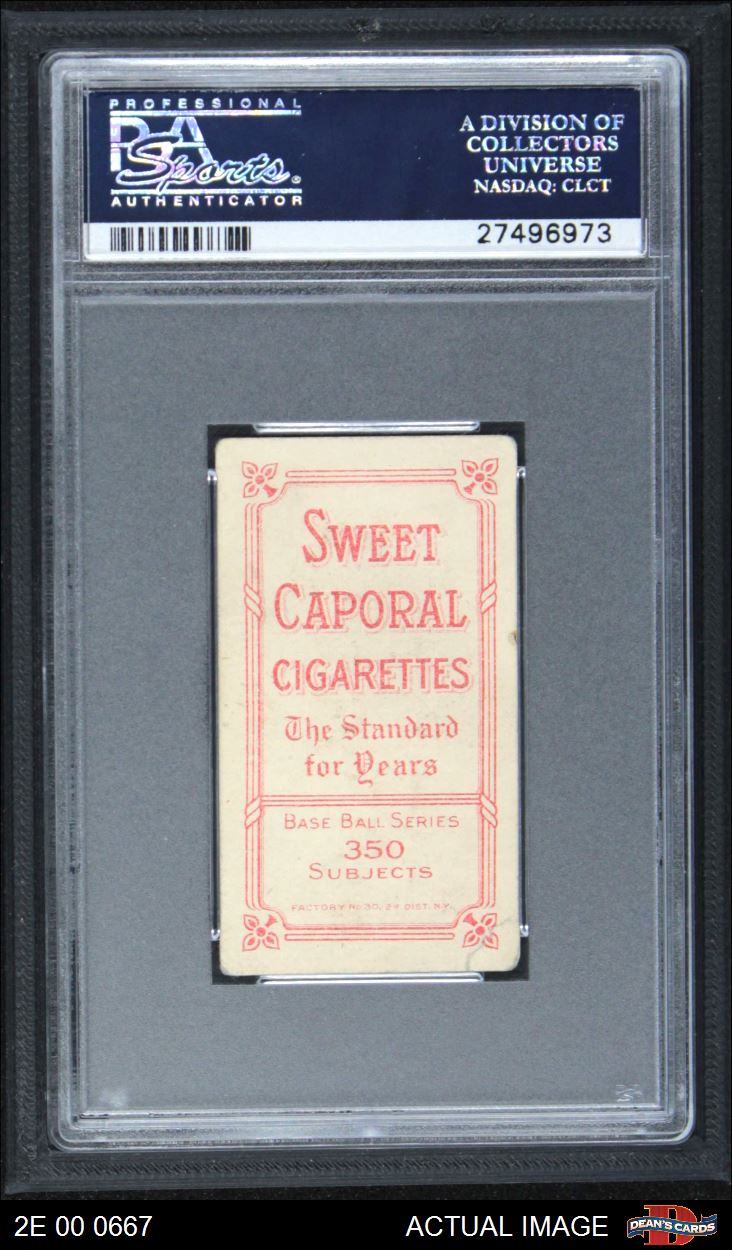 PROFESSIONAL
PSA
Sports
AUTHENTICATOR
A DIVISION OF
COLLECTORS
UNIVERSE
NASDAQ: CLCT
27496973
SWEET
CAPORAL
CIGARETTES
The Standard
for Years
BASE BALL SERIES
350
SUBJECTS
FACTORY No 30, 2d DIST. N.Y.
2E 00 0667
ACTUAL IMAGE
DEAN'S CARDS